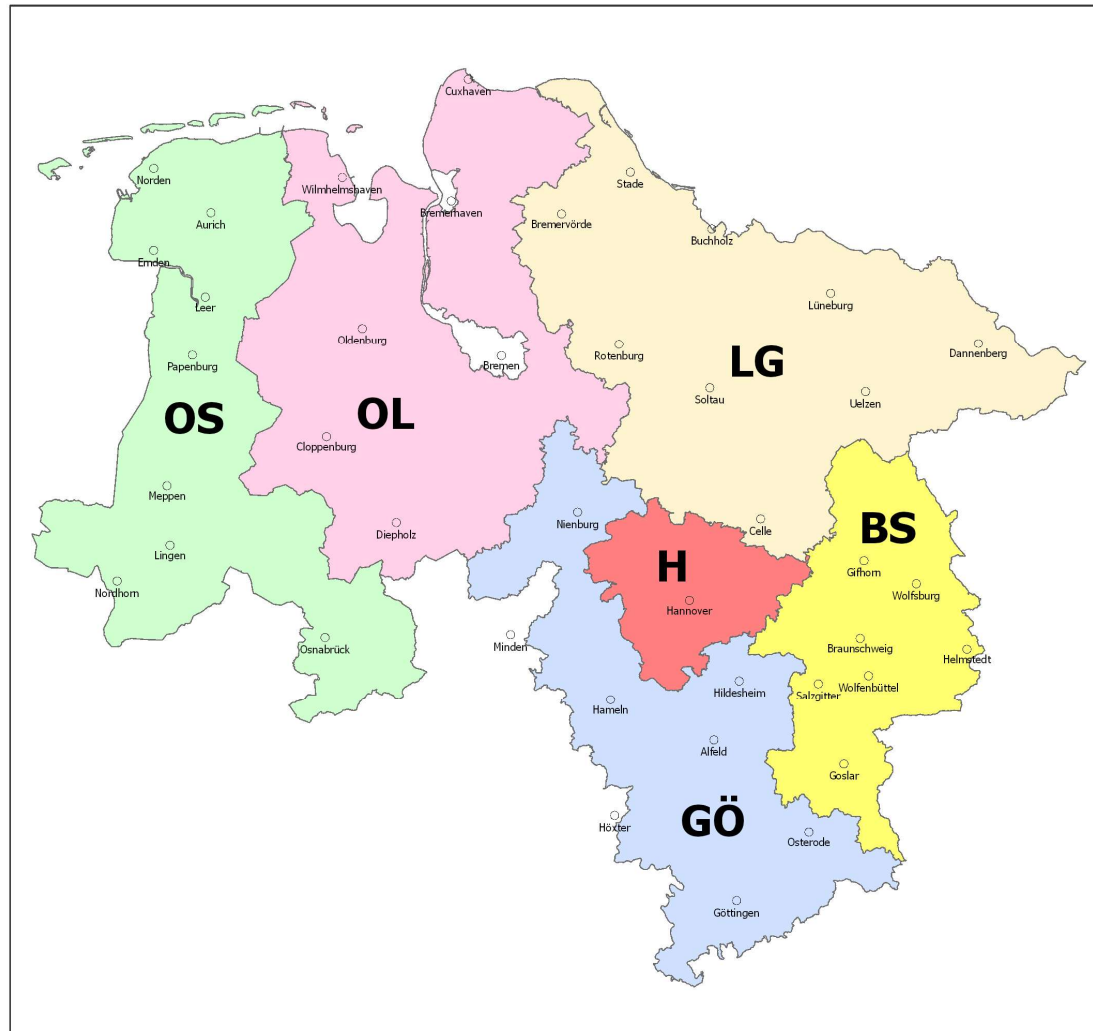 Cuxhaven
Norden
Wilmhelmshaven
Stade
Bremerhaven
Bremervörde
Aurich
Buchholz
Emden
Leer
Lüneburg
Oldenburg
Bremen
Rotenburg
Dannenberg
Papenburg
LG
Soltau
Uelzen
OS
OL
Cloppenburg
Meppen
Nienburg
Diepholz
Celle
BS
Lingen
H
Gifhorn
Nordhorn
Wolfsburg
Hannover
Minden
Osnabrück
Braunschweig
Helmstedt
Hildesheim
Salzgitter
Wolfenbüttel
Hameln
Alfeld
Goslar
GÖ
Höxter
Osterode
Göttingen